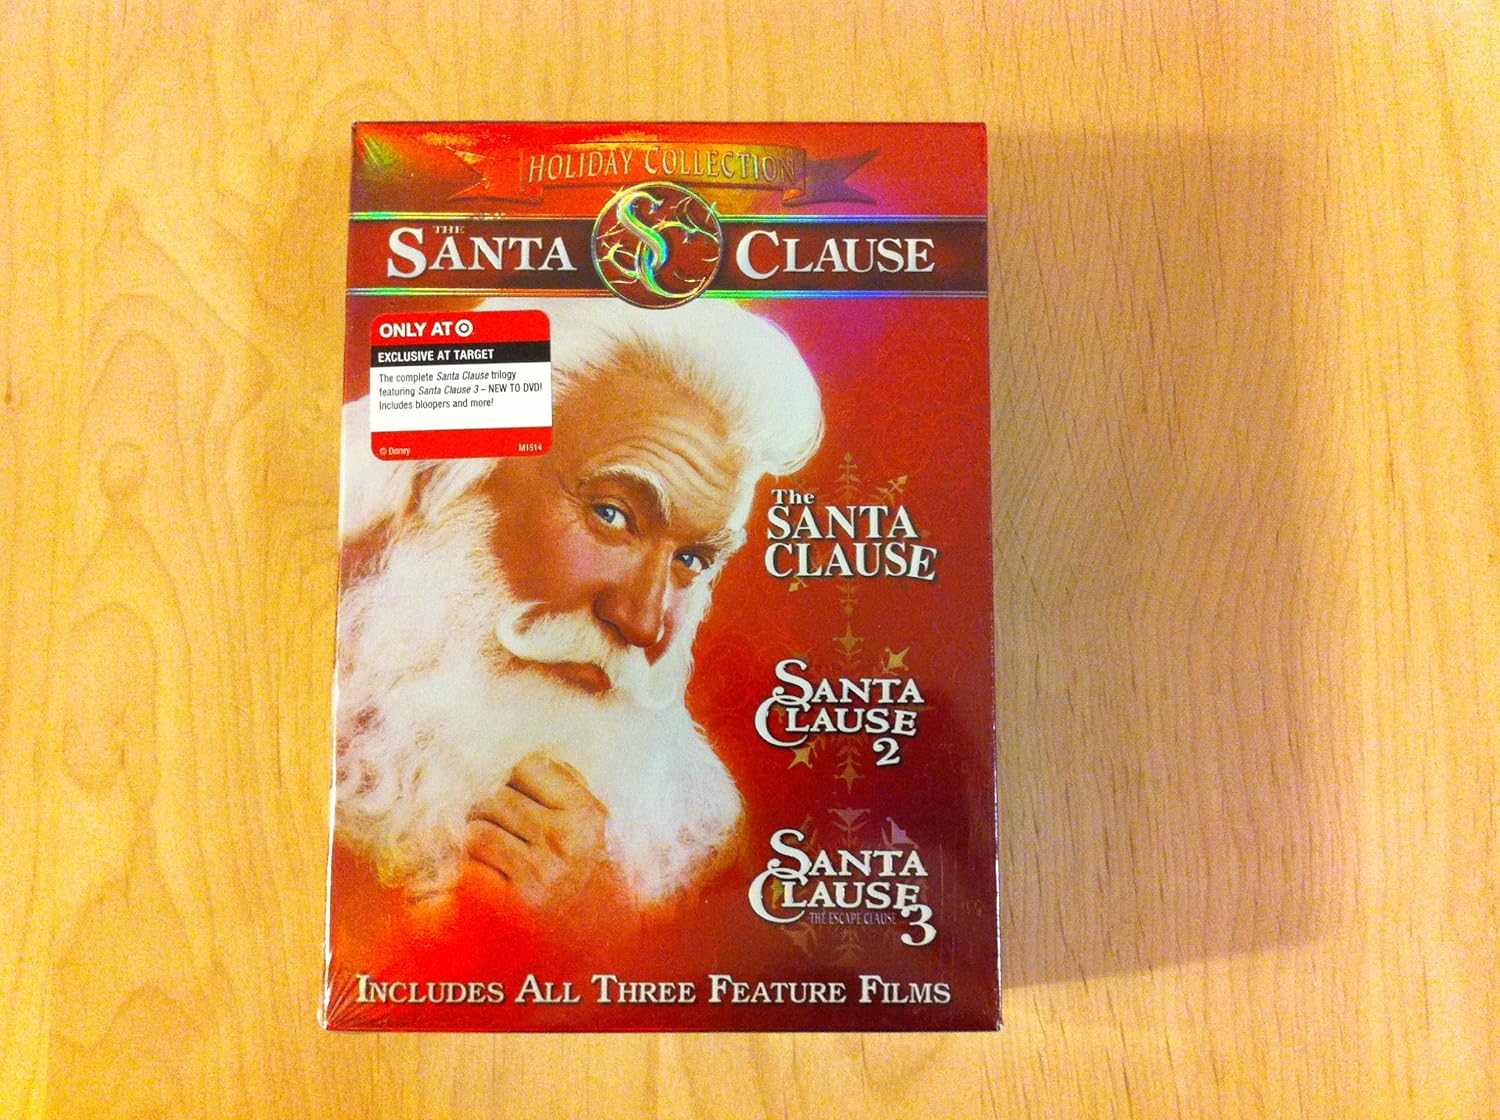 HOLIDAY COLLECTION
THE
SANTA SC CLAUSE
ONLY AT
EXCLUSIVE AT TARGET
The complete Santa Clause trilogy
featuring Santa Clause 3 – NEW TO DVD!
Includes bloopers and more!
© Disney M1514
The
SANTA
CLAUSE
SANTA
CLAUSE
2
SANTA
CLAUSE
THE ESCAPE CLAUSE
3
INCLUDES ALL THREE FEATURE FILMS